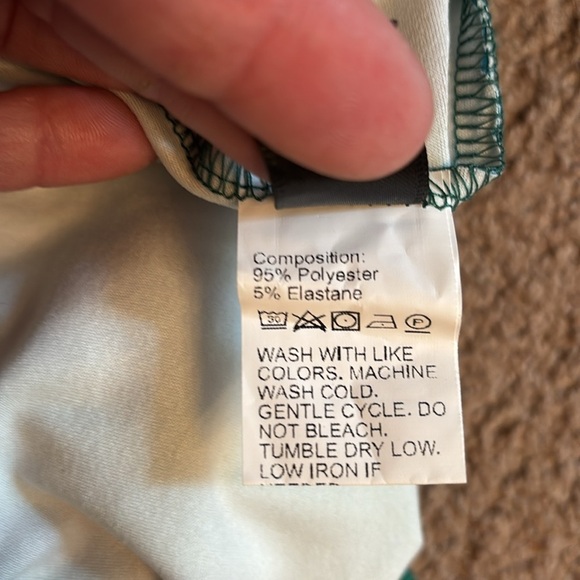 Composition:
95% Polyester
5% Elastane
30 P
WASH WITH LIKE
COLORS. MACHINE
WASH COLD.
GENTLE CYCLE. DO
NOT BLEACH.
TUMBLE DRY LOW.
LOW IRON IF